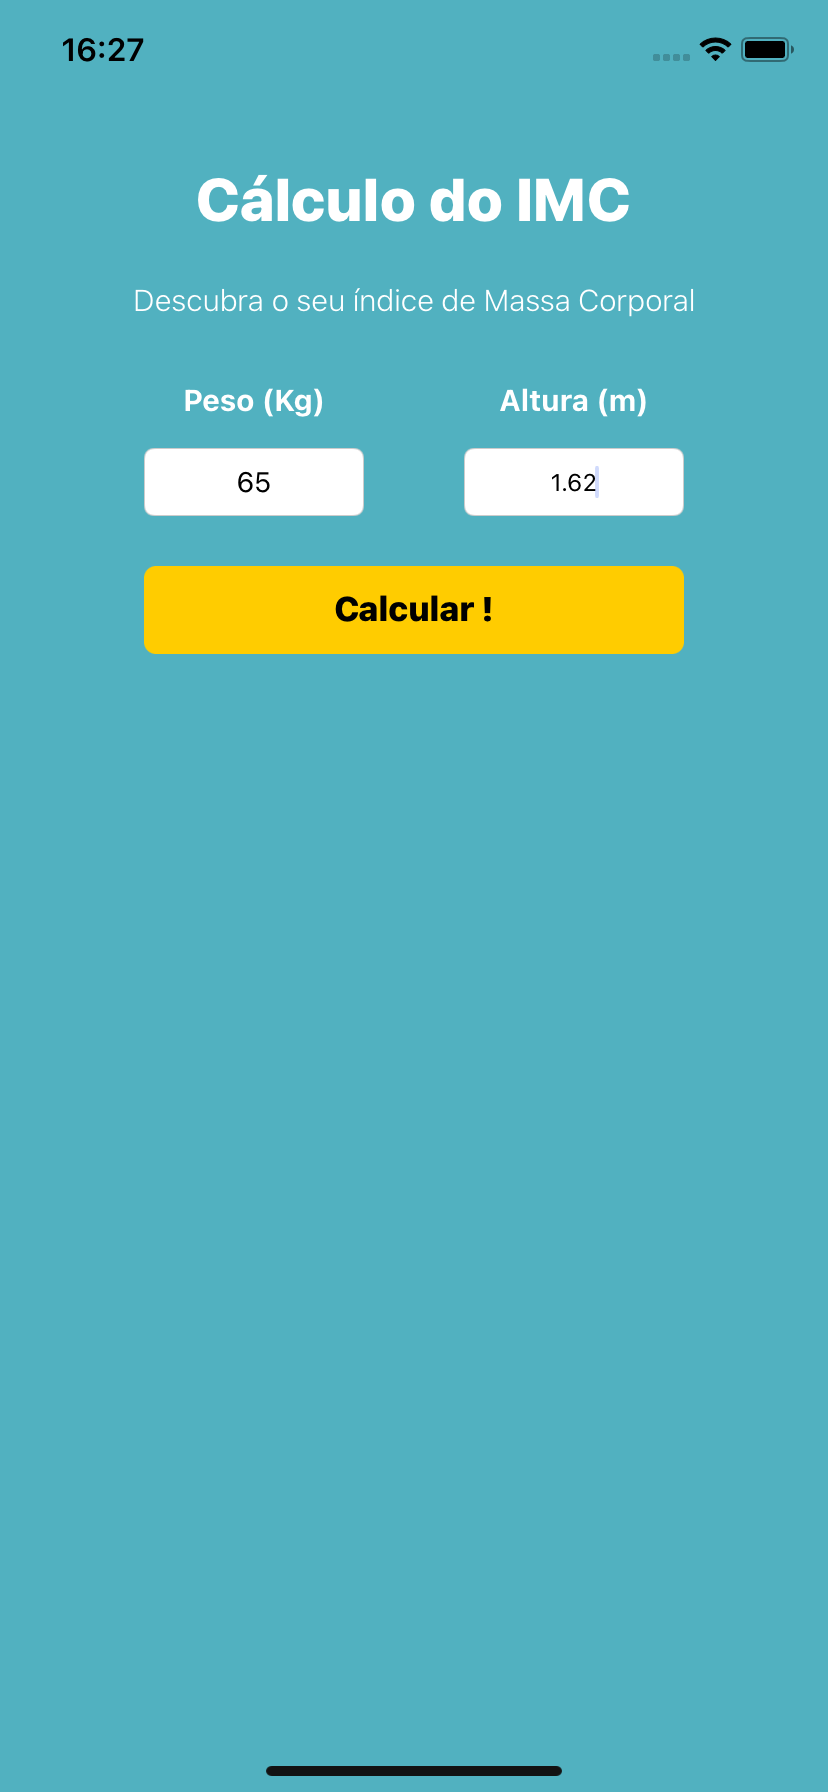 16:27
Cálculo do IMC
Descubra o seu índice de Massa Corporal
Peso (Kg) Altura (m)
65 1.62
Calcular !